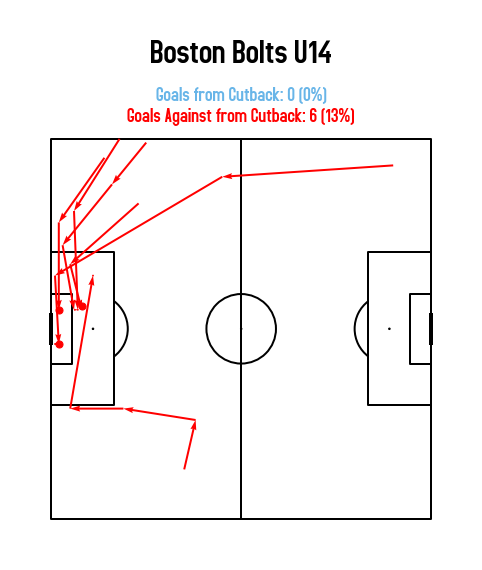 Boston Bolts U14
Goals from Cutback: 0 (0%)
Goals Against from Cutback: 6 (13%)